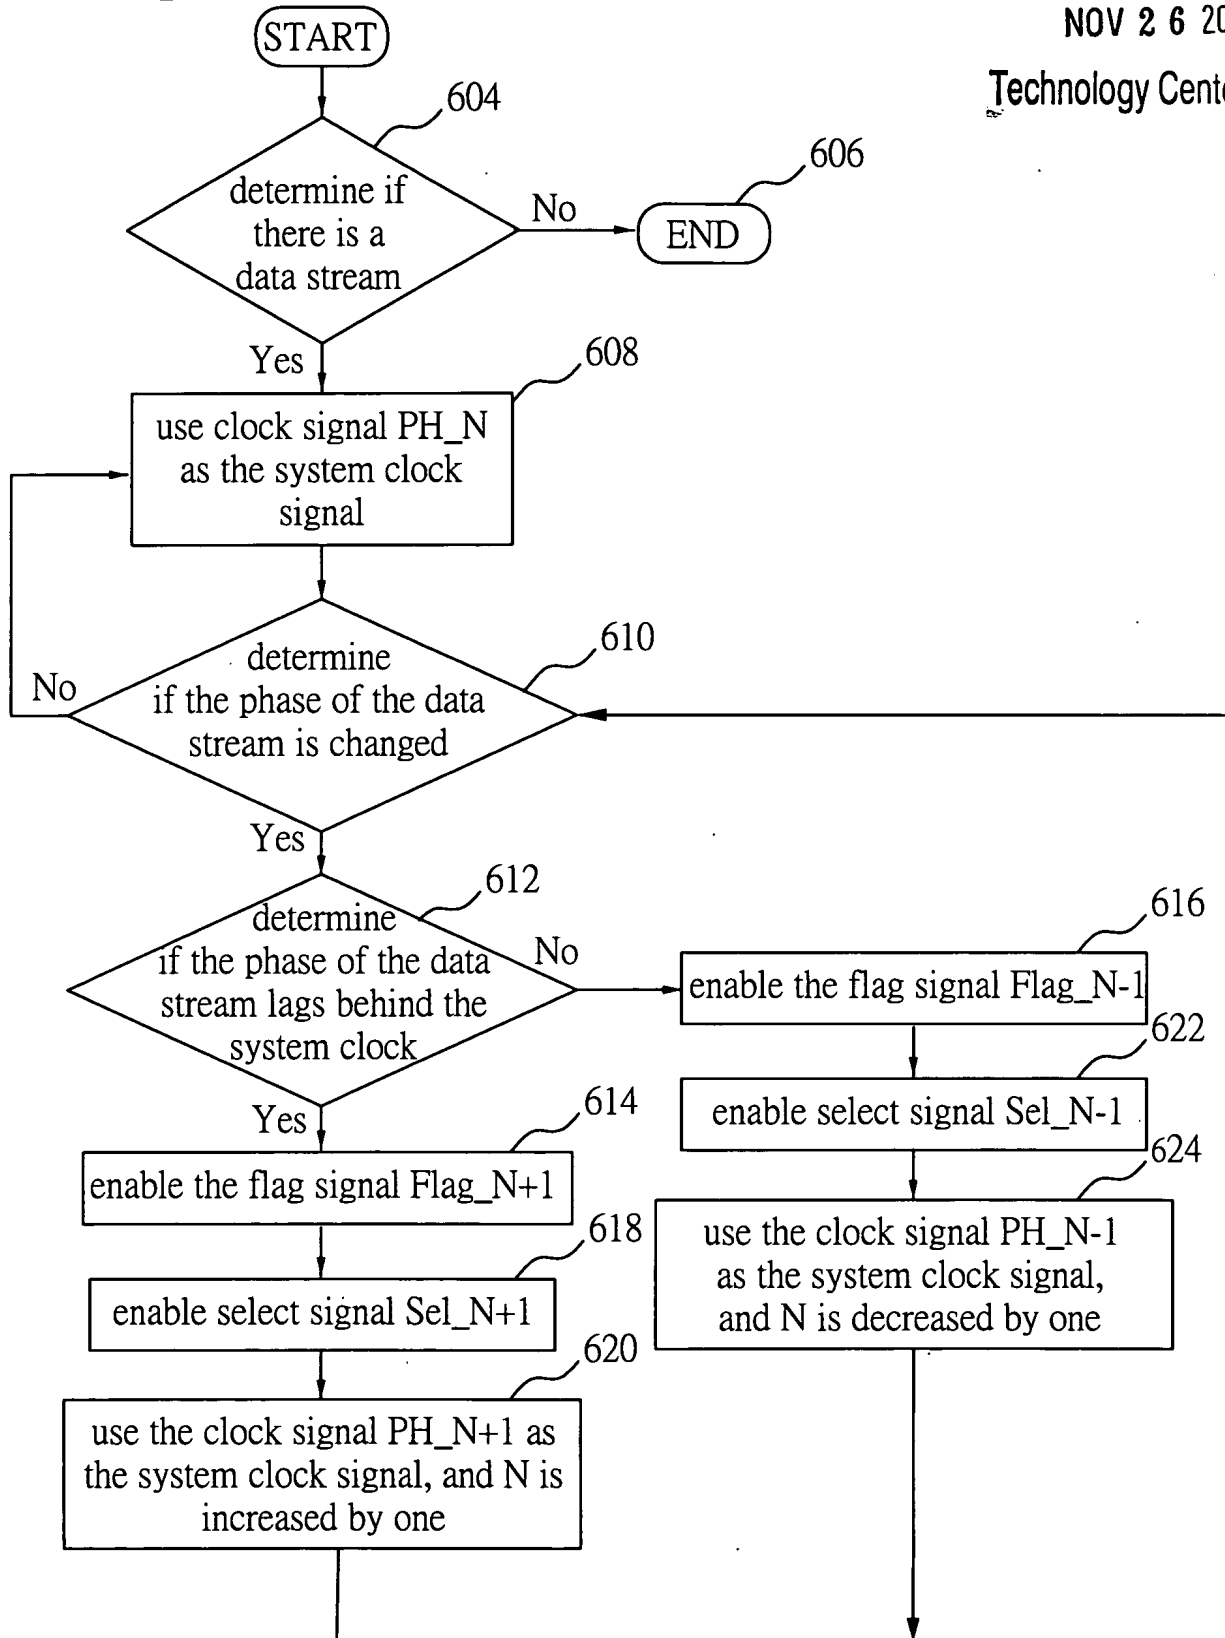 NOV 2 6 20
Technology Cente
START
604
determine if
there is a
data stream
No
606
END
Yes
608
use clock signal PH_N
as the system clock
signal
610
determine
if the phase of the data
stream is changed
No
Yes
612
determine
if the phase of the data
stream lags behind the
system clock
No
616
enable the flag signal Flag_N-1
622
enable select signal Sel_N-1
624
use the clock signal PH_N-1
as the system clock signal,
and N is decreased by one
Yes
614
enable the flag signal Flag_N+1
618
enable select signal Sel_N+1
620
use the clock signal PH_N+1 as
the system clock signal, and N is
increased by one